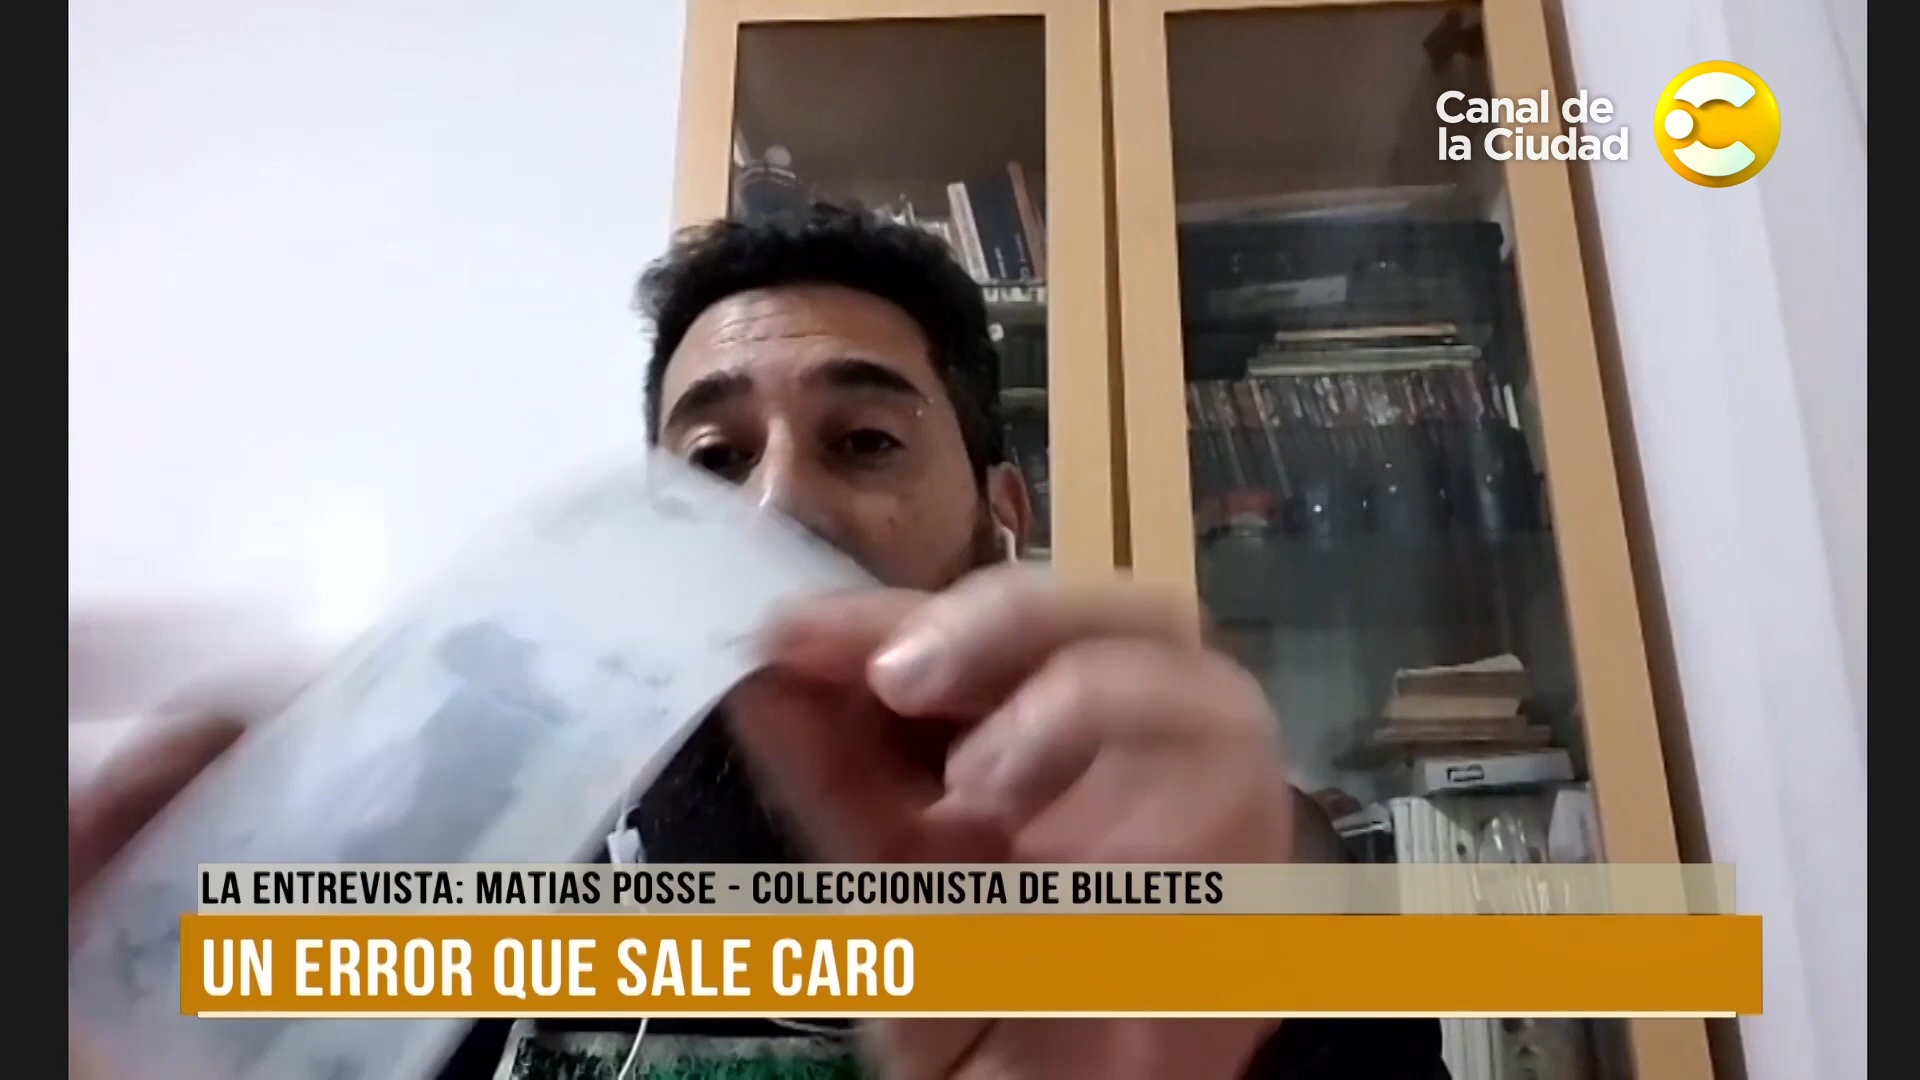 Canal de
la Ciudad
LA ENTREVISTA: MATIAS POSSE - COLECCIONISTA DE BILLETES
UN ERROR QUE SALE CARO